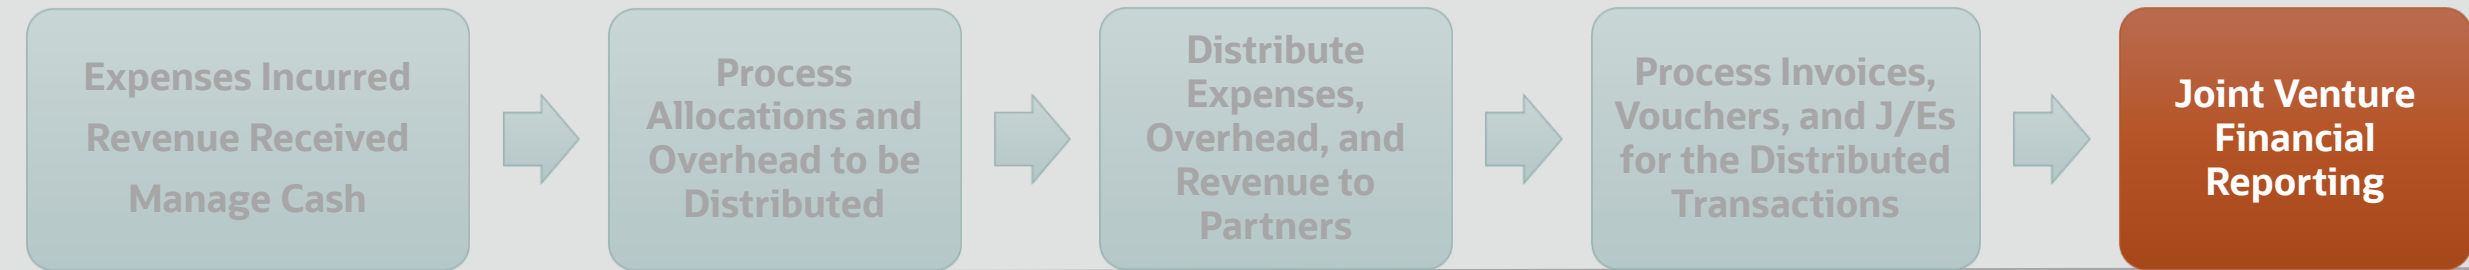 Expenses Incurred
Revenue Received
Manage Cash
Process
Allocations and
Overhead to be
Distributed
Distribute
Expenses,
Overhead, and
Revenue to
Partners
Process Invoices,
Vouchers, and J/Es
for the Distributed
Transactions
Joint Venture
Financial
Reporting